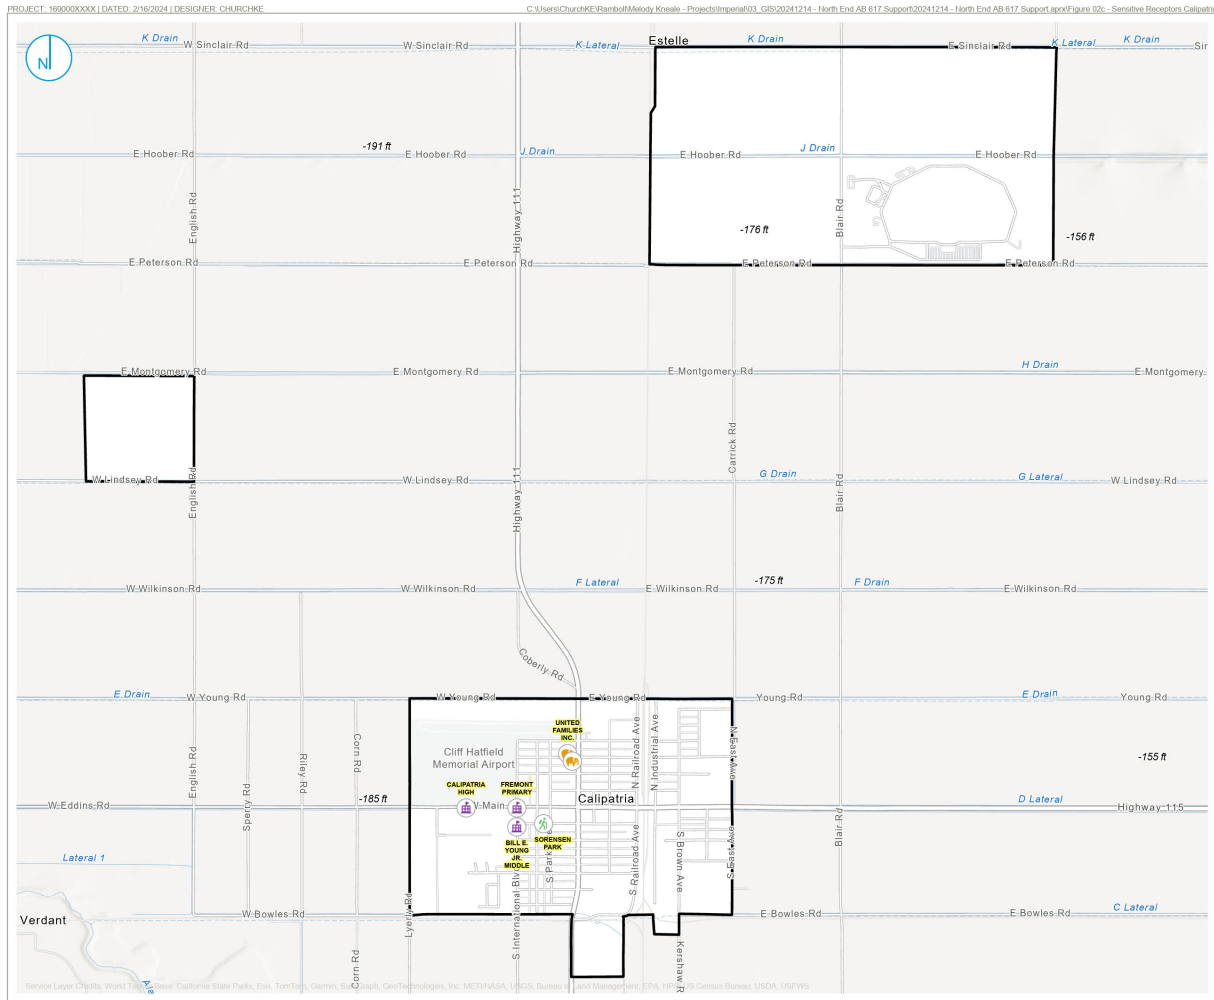 PROJECT: 169000XXXX | DATED: 2/16/2024 | DESIGNER: CHURCHKE
C:\Users\ChurchKE\Ramboll\Melody Kneale - Projects\Imperial\03_GIS\20241214 - North End AB 617 Support\20241214 - North End AB 617 Support.aprx\Figure 02c - Sensitive Receptors Calipatri
N
K Drain
W Sinclair Rd
W Sinclair Rd
K Lateral
Estelle
K Drain
E Sinclair Rd
K Lateral
K Drain
Sir
E Hoober Rd
-191 ft
E Hoober Rd
J Drain
E Hoober Rd
J Drain
E Hoober Rd
English Rd
Highway 111
Blair Rd
-176 ft
-156 ft
E Peterson Rd
E Peterson Rd
E Peterson Rd
E Peterson Rd
E Montgomery Rd
E Montgomery Rd
E Montgomery Rd
H Drain
E Montgomery
Carrick Rd
W Lindsey Rd
English Rd
W Lindsey Rd
Highway 111
G Drain
Blair Rd
G Lateral
W Lindsey Rd
W Wilkinson Rd
W Wilkinson Rd
F Lateral
E Wilkinson Rd
-175 ft
F Drain
E Wilkinson Rd
Coberly Rd
E Drain
W Young Rd
W Young Rd
E Young Rd
Young Rd
E Drain
Young Rd
UNITED
FAMILIES
INC.
N Railroad Ave
N Industrial Ave
N East Ave
Cliff Hatfield
Memorial Airport
English Rd
Riley Rd
Corn Rd
Sperry Rd
-155 ft
CALIPATRIA
HIGH
FREMONT
PRIMARY
W Eddins Rd
-185 ft
W Main
Calipatria
D Lateral
Highway 115
Blair Rd
BILL E.
YOUNG
JR.
MIDDLE
SORENSEN
PARK
S Park
S Railroad Ave
S Brown Ave
S East Ave
Lateral 1
Verdant
W Bowles Rd
Lyerly Rd
S International Blv
E Bowles Rd
E Bowles Rd
C Lateral
Corn Rd
Kershaw R
Ala